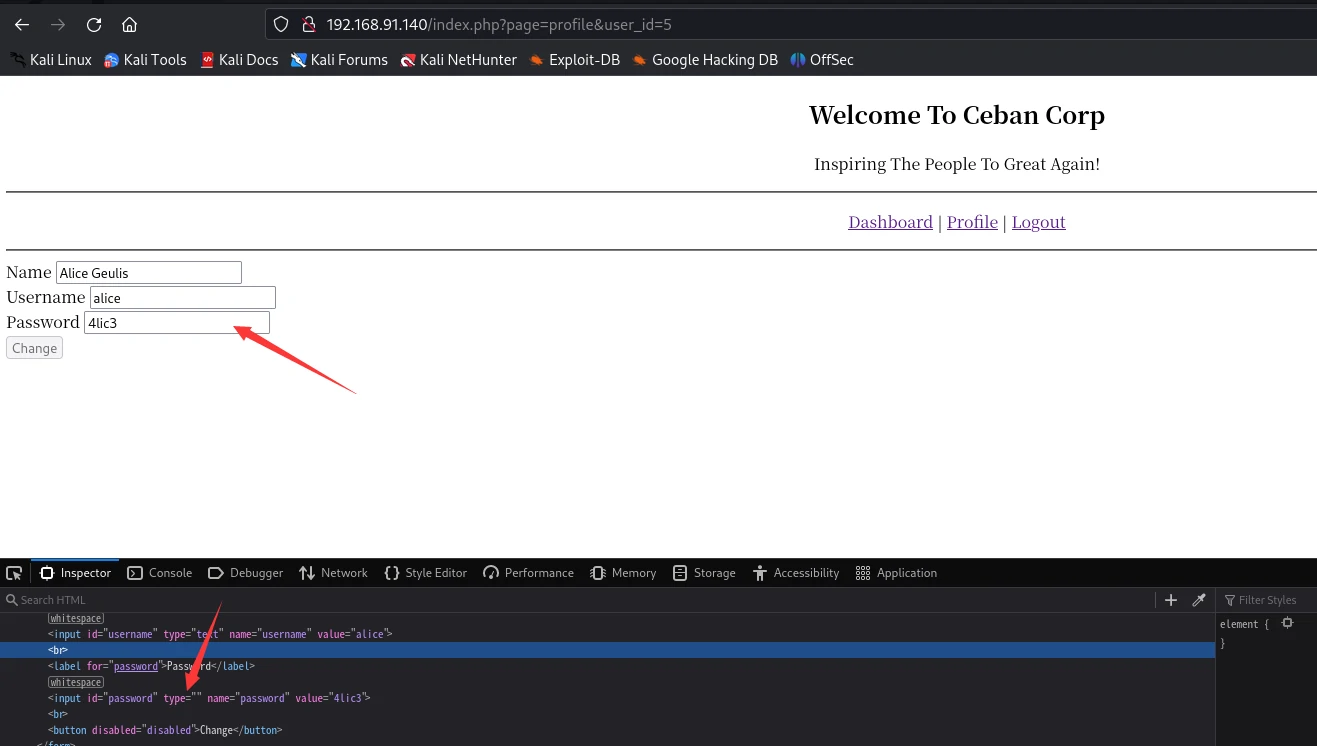 192.168.91.140/index.php?page=profile&user_id=5
Kali Linux Kali Tools Kali Docs Kali Forums Kali NetHunter Exploit-DB Google Hacking DB OffSec
Welcome To Ceban Corp
Inspiring The People To Great Again!
Dashboard | Profile | Logout
Name Alice Geulis
Username alice
Password 4lic3
Change
Inspector Console Debugger Network Style Editor Performance Memory Storage Accessibility Application
Search HTML + Filter Styles
whitespace
<input id="username" type="text" name="username" value="alice">
<br>
<label for="password">Password</label>
whitespace
<input id="password" type="" name="password" value="4lic3">
<br>
<button disabled="disabled">Change</button>
</form>
element {
}